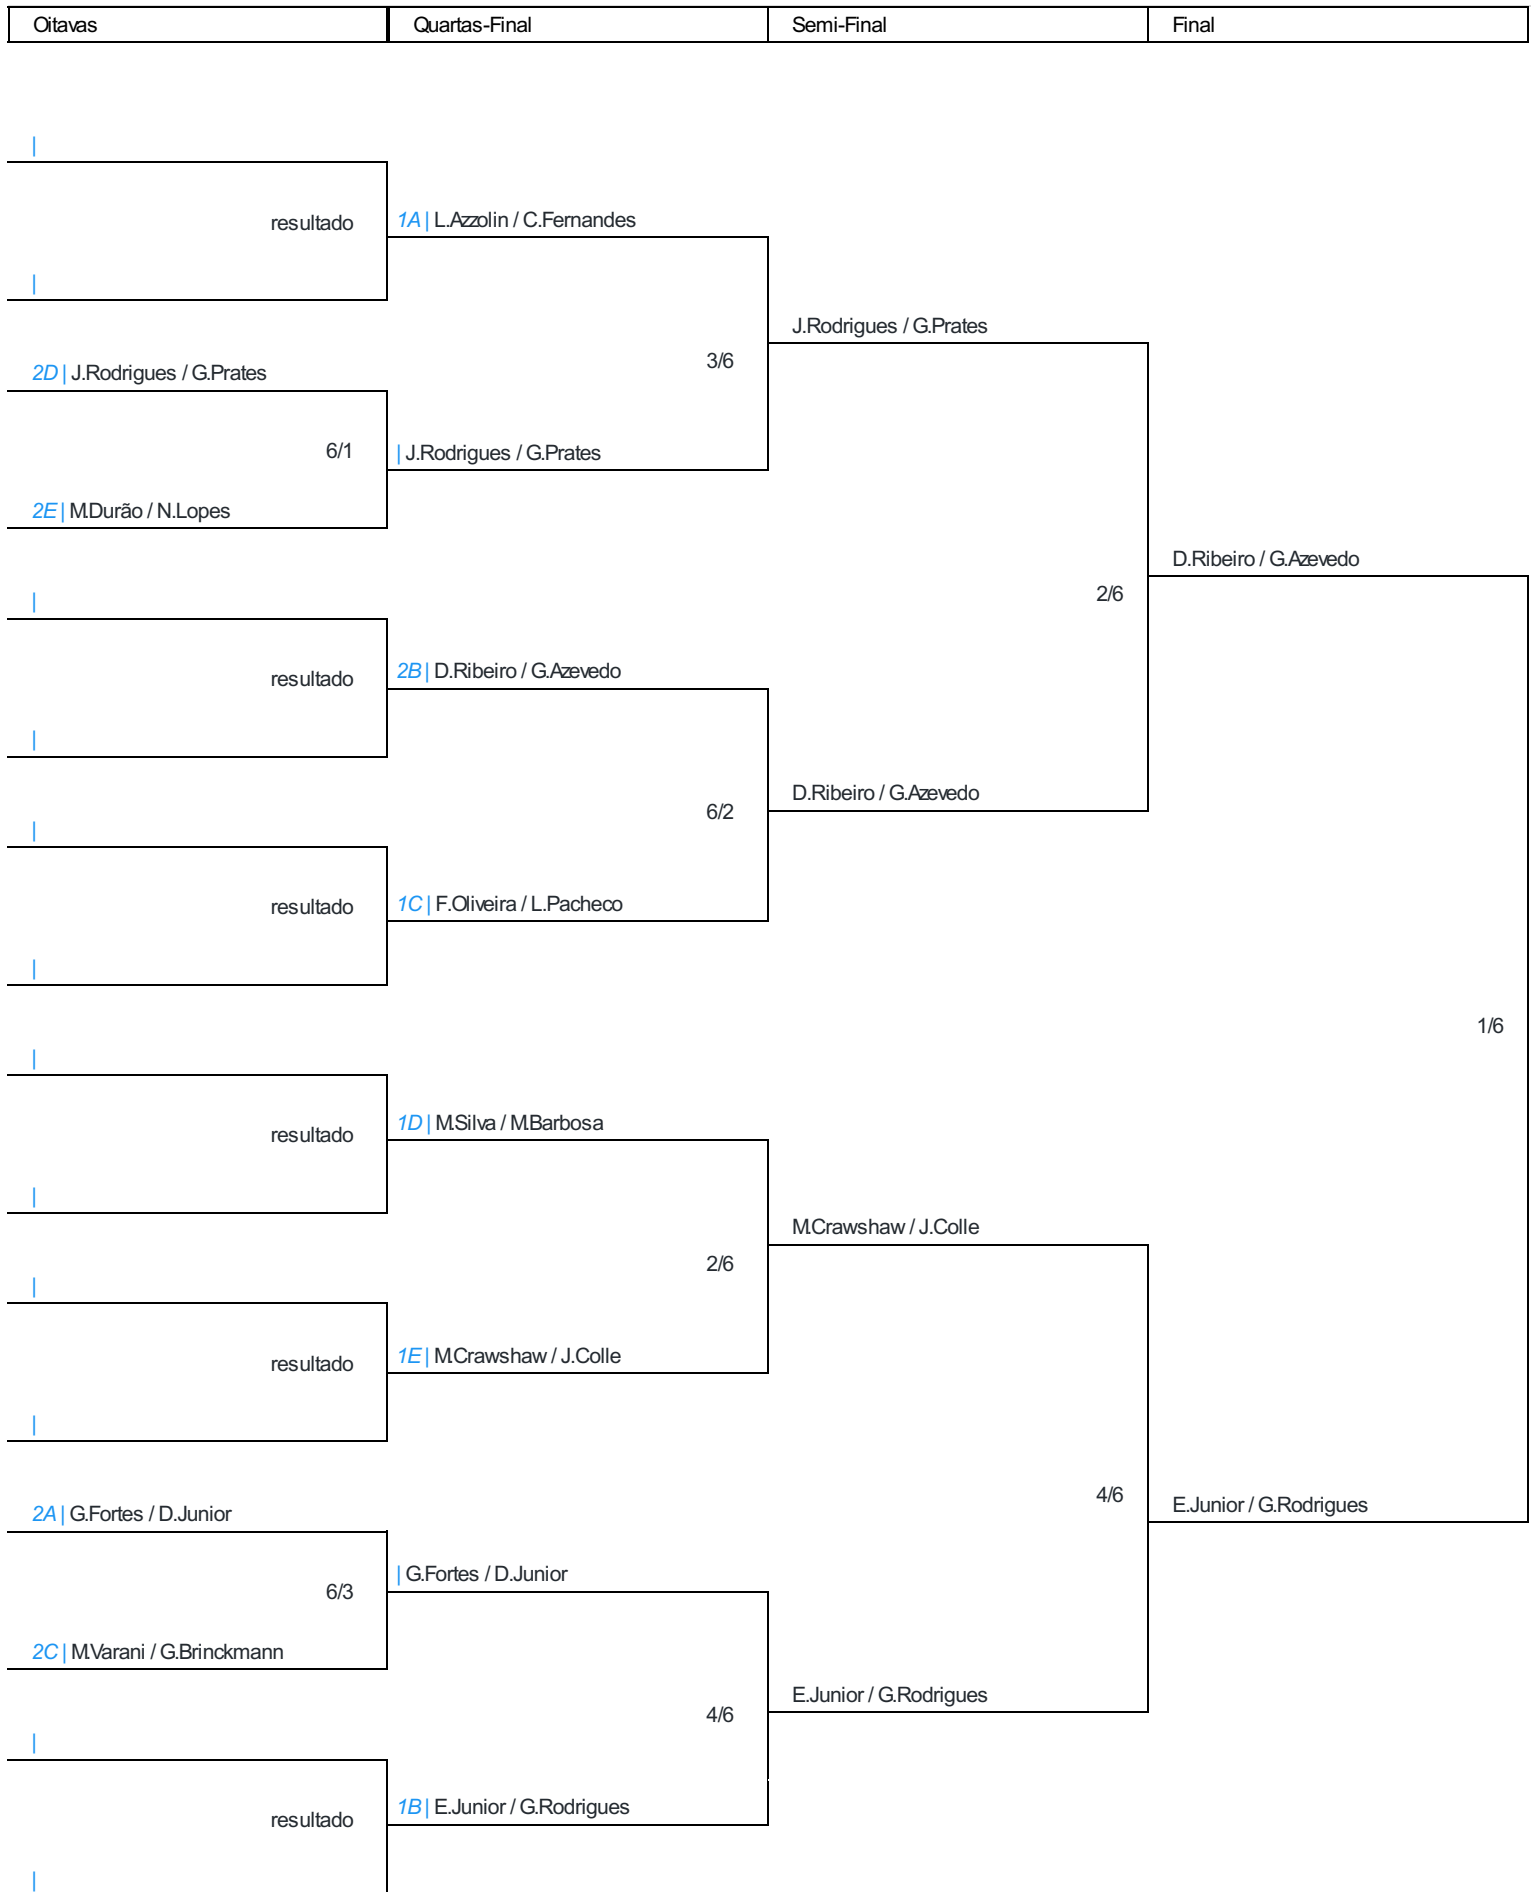 Oitavas Quartas-Final Semi-Final Final
|
resultado
1A | L.Azzolin / C.Fernandes
|
J.Rodrigues / G.Prates
3/6
2D | J.Rodrigues / G.Prates
6/1
| J.Rodrigues / G.Prates
2E | M.Durão / N.Lopes
D.Ribeiro / G.Azevedo
2/6
|
resultado
2B | D.Ribeiro / G.Azevedo
|
D.Ribeiro / G.Azevedo
6/2
|
resultado
1C | F.Oliveira / L.Pacheco
|
1/6
|
resultado
1D | M.Silva / M.Barbosa
|
M.Crawshaw / J.Colle
2/6
|
resultado
1E | M.Crawshaw / J.Colle
|
4/6
E.Junior / G.Rodrigues
2A | G.Fortes / D.Junior
6/3
| G.Fortes / D.Junior
2C | M.Varani / G.Brinckmann
E.Junior / G.Rodrigues
4/6
|
resultado
1B | E.Junior / G.Rodrigues
|